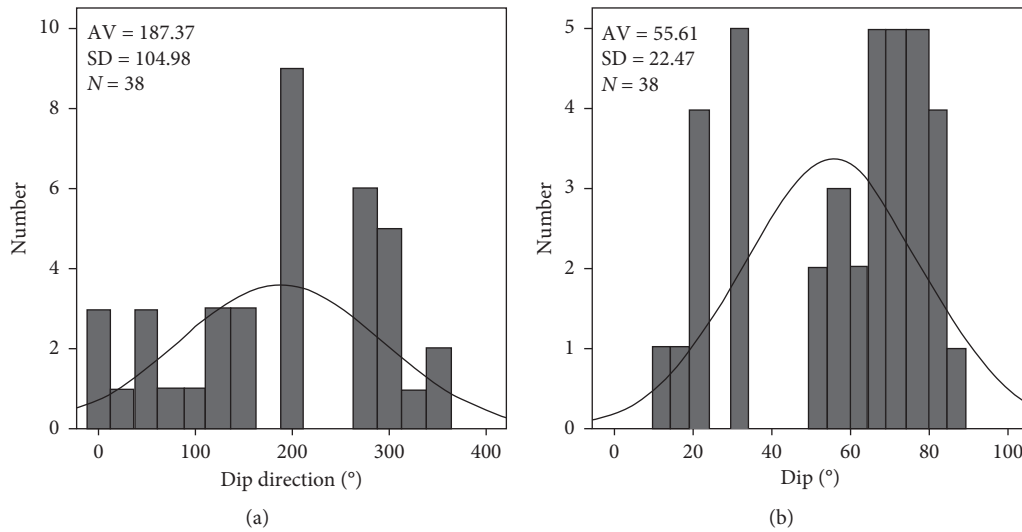 AV = 187.37
SD = 104.98
N = 38
10
8
6
4
2
0
Number
0 100 200 300 400
Dip direction (°)
(a)
AV = 55.61
SD = 22.47
N = 38
5
4
3
2
1
0
Number
0 20 40 60 80 100
Dip (°)
(b)